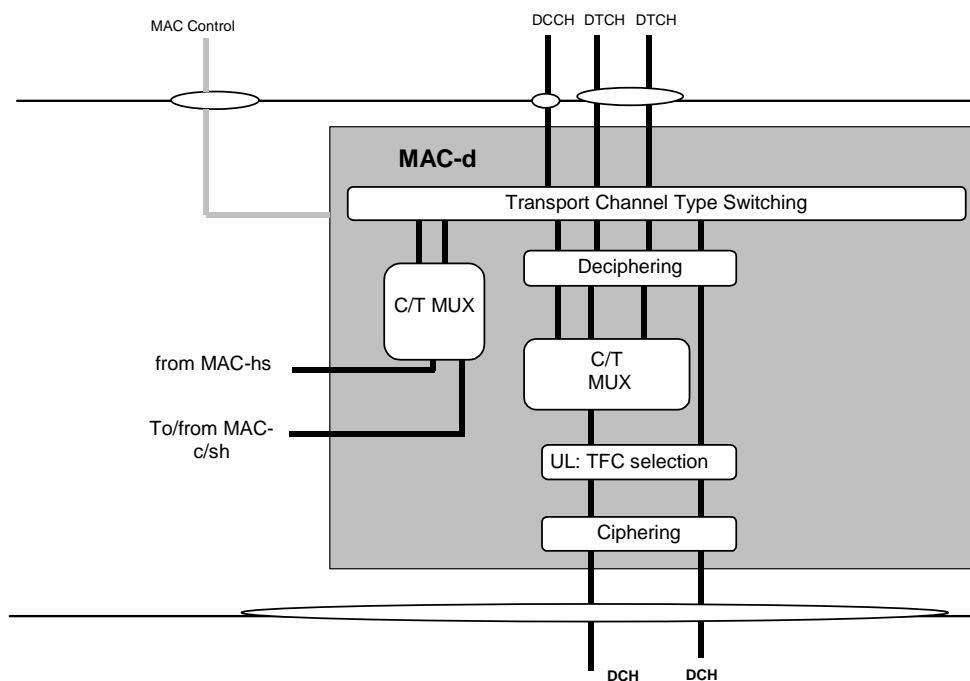 MAC Control
DCCH DTCH DTCH
MAC-d
Transport Channel Type Switching
Deciphering
C/T MUX
from MAC-hs
C/T
MUX
To/from MAC-
c/sh
UL: TFC selection
Ciphering
DCH DCH